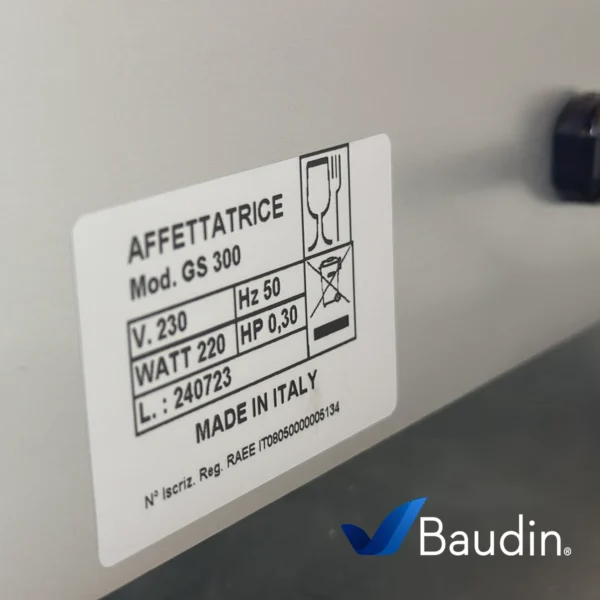 AFFETTATRICE
Mod. GS 300
V. 230 Hz 50
WATT 220 HP 0,30
L. : 240723
MADE IN ITALY
N° Iscriz. Reg. RAEE IT08050000005134
Baudin®